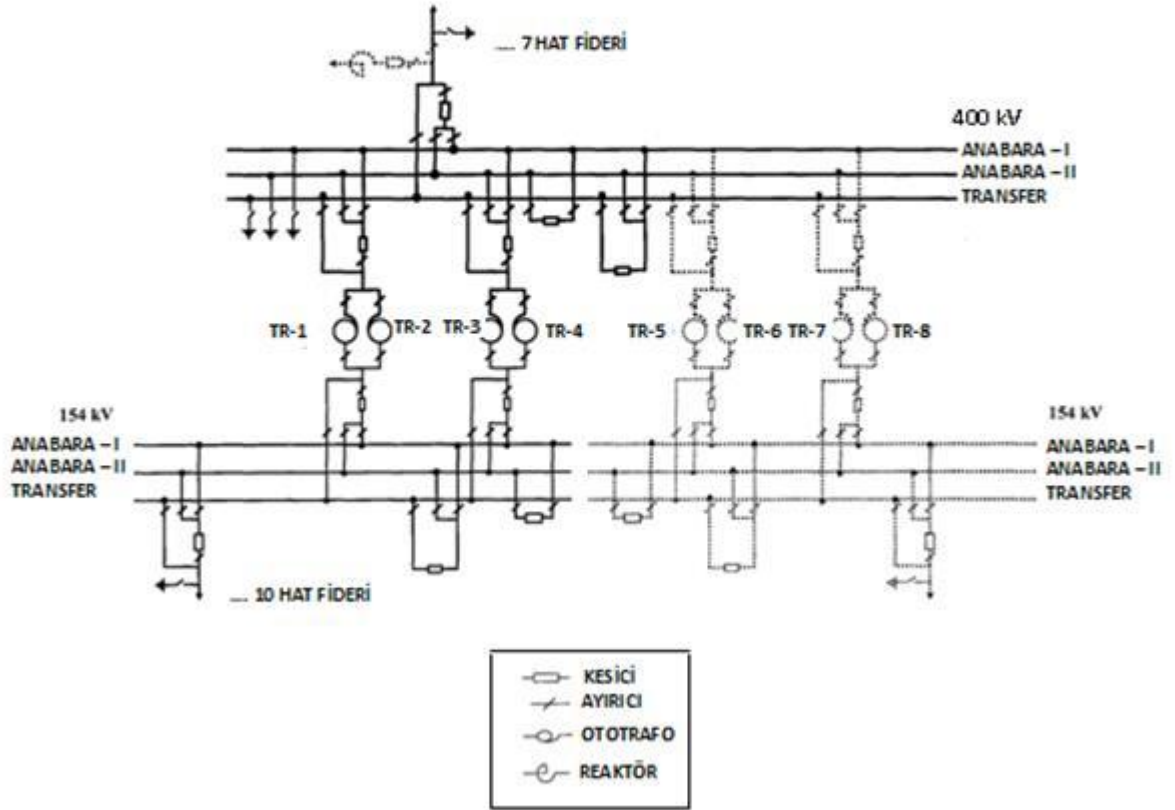 .... 7 HAT FİDERİ
400 kV
ANABARA –I
ANABARA –II
TRANSFER
TR-1 TR-2 TR-3 TR-4 TR-5 TR-6 TR-7 TR-8
154 kV
ANABARA –I
ANABARA –II
TRANSFER
154 kV
ANABARA –I
ANABARA –II
TRANSFER
.... 10 HAT FİDERİ
KESİCİ
AYIRICI
OTOTRAFO
REAKTÖR